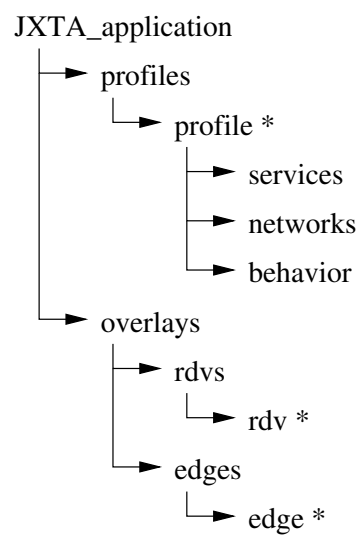 JXTA_application
profiles
profile *
services
networks
behavior
overlays
rdvs
rdv *
edges
edge *